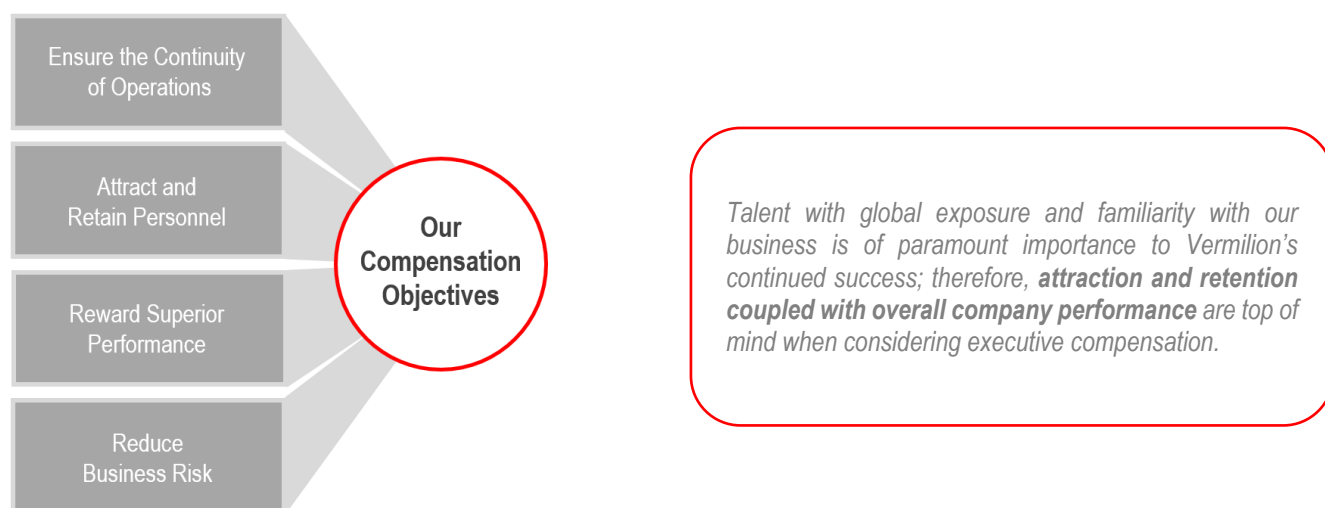 Ensure the Continuity
of Operations
Attract and
Retain Personnel
Reward Superior
Performance
Reduce
Business Risk
Our
Compensation
Objectives
Talent with global exposure and familiarity with our
business is of paramount importance to Vermilion’s
continued success; therefore, attraction and retention
coupled with overall company performance are top of
mind when considering executive compensation.